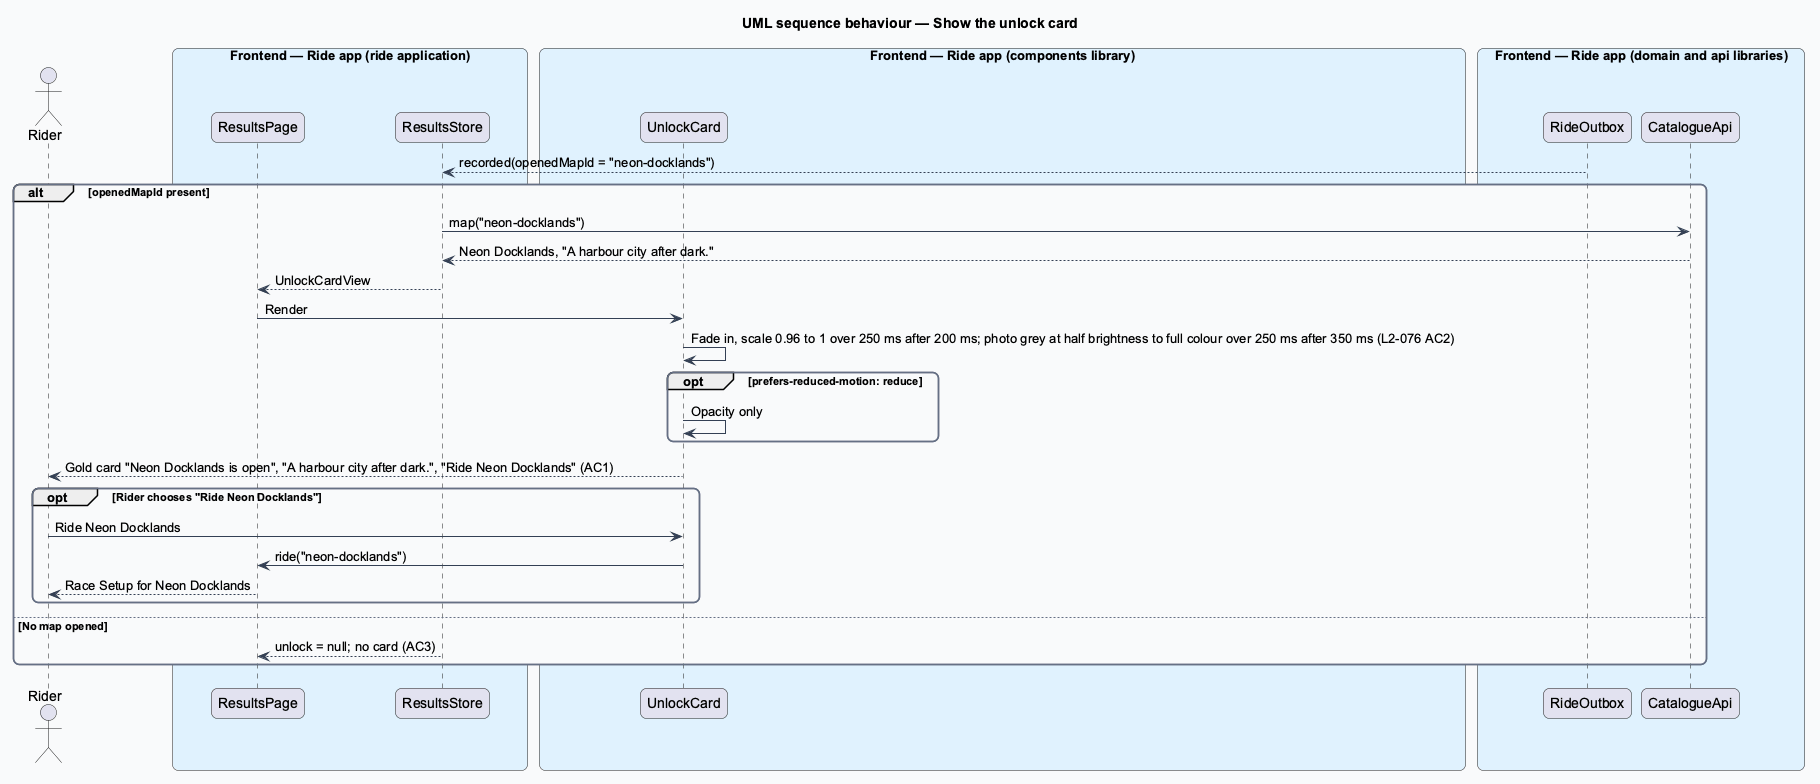 UML sequence behaviour — Show the unlock card
Frontend — Ride app (ride application)
Frontend — Ride app (components library)
Frontend — Ride app (domain and api libraries)
Rider
ResultsPage
ResultsStore
UnlockCard
RideOutbox
CatalogueApi
recorded(openedMapId = "neon-docklands")
alt
[openedMapId present]
map("neon-docklands")
Neon Docklands, "A harbour city after dark."
UnlockCardView
Render
Fade in, scale 0.96 to 1 over 250 ms after 200 ms; photo grey at half brightness to full colour over 250 ms after 350 ms (L2-076 AC2)
opt
[prefers-reduced-motion: reduce]
Opacity only
Gold card "Neon Docklands is open", "A harbour city after dark.", "Ride Neon Docklands" (AC1)
opt
[Rider chooses "Ride Neon Docklands"]
Ride Neon Docklands
ride("neon-docklands")
Race Setup for Neon Docklands
[No map opened]
unlock = null; no card (AC3)
Rider
ResultsPage
ResultsStore
UnlockCard
RideOutbox
CatalogueApi